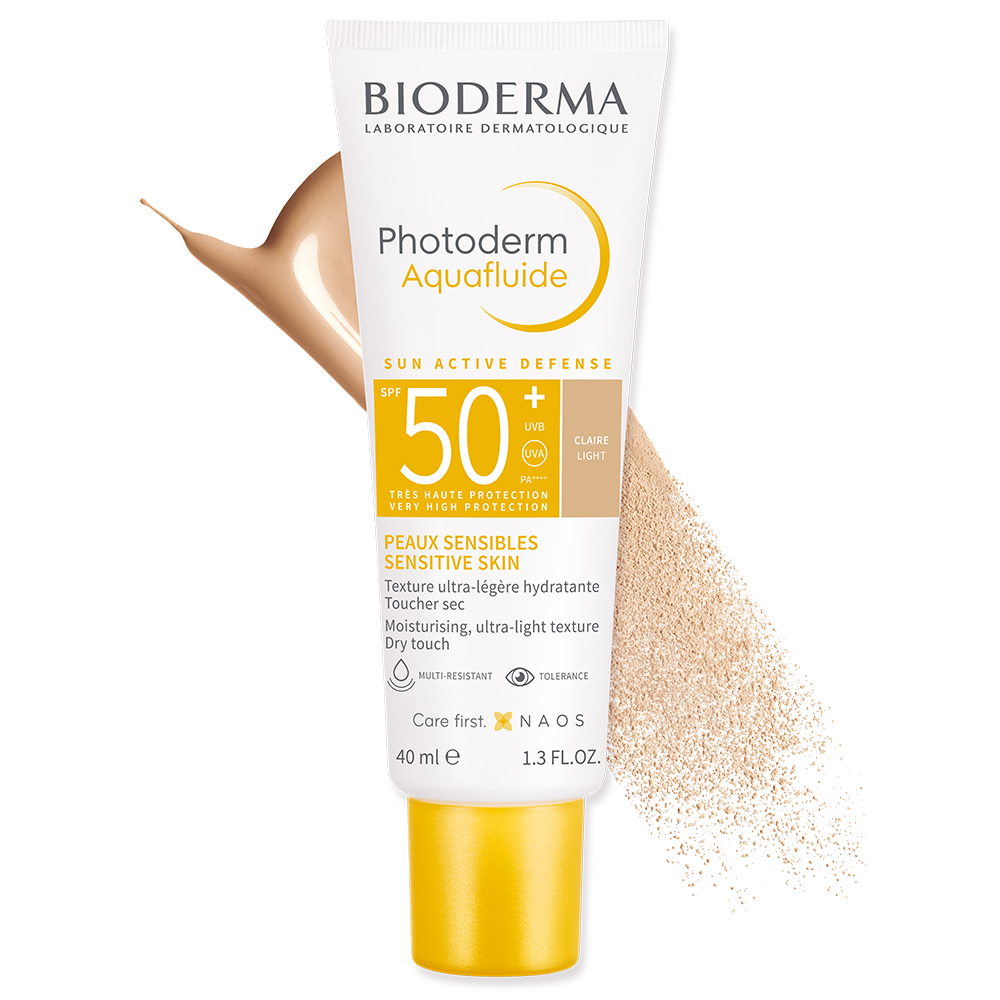 BIODERMA
LABORATOIRE DERMATOLOGIQUE
Photoderm
Aquafluide
SUN ACTIVE DEFENSE
SPF 50+
UVB
UVA
PA++++
TRÈS HAUTE PROTECTION
VERY HIGH PROTECTION
CLAIRE
LIGHT
PEAUX SENSIBLES
SENSITIVE SKIN
Texture ultra-légère hydratante
Toucher sec
Moisturising, ultra-light texture
Dry touch
MULTI-RESISTANT TOLERANCE
Care first. NAOS
40 ml ℮ 1.3 FL.OZ.